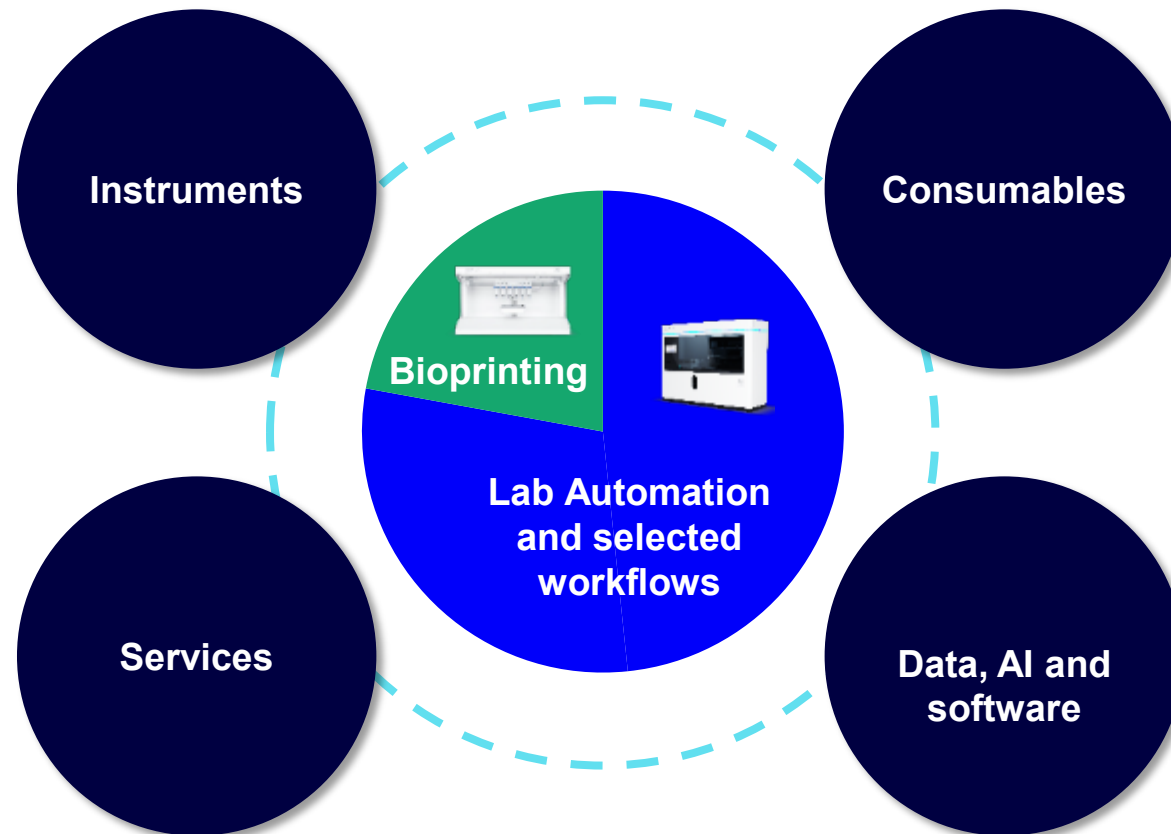 Instruments
Consumables
Bioprinting
Lab Automation
and selected
workflows
Services
Data, AI and
software